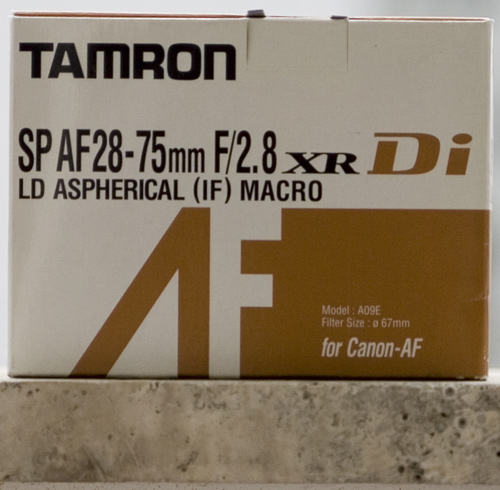 TAMRON
SP AF28-75mm F/2.8 XR Di
LD ASPHERICAL (IF) MACRO
AF
Model : A09E
Filter Size : ø 67mm
for Canon-AF